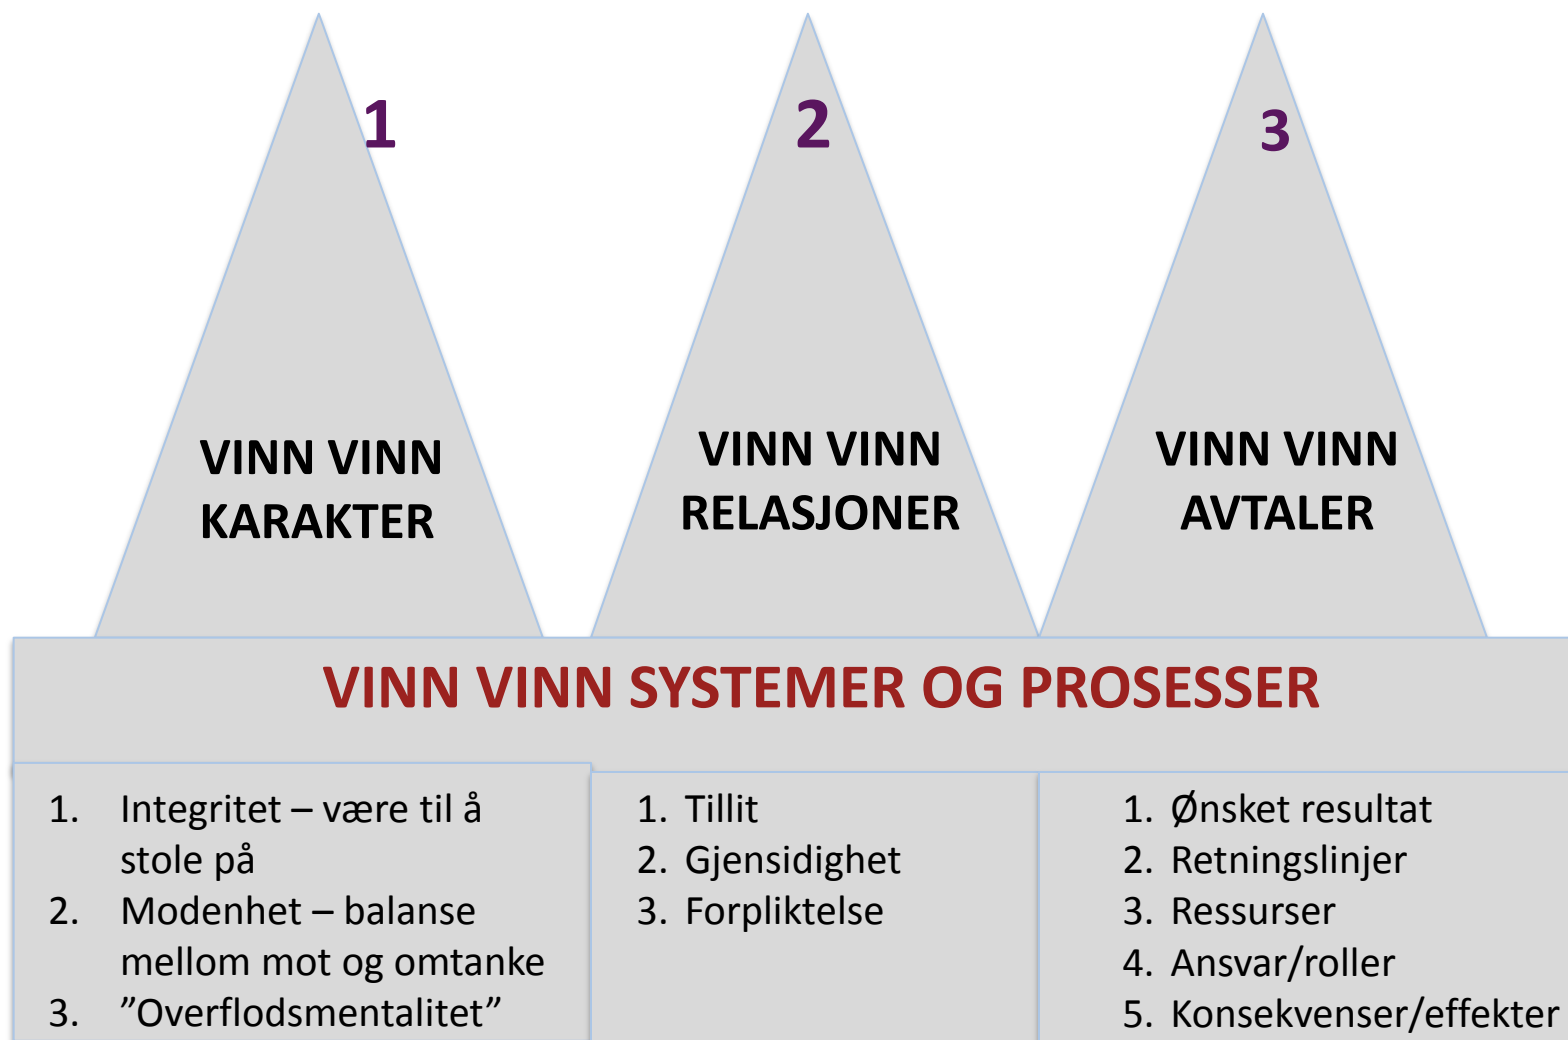 1
2
3
VINN VINN
KARAKTER
VINN VINN
RELASJONER
VINN VINN
AVTALER
VINN VINN SYSTEMER OG PROSESSER
1. Integritet – være til å
stole på
2. Modenhet – balanse
mellom mot og omtanke
3. ”Overflodsmentalitet”
1. Tillit
2. Gjensidighet
3. Forpliktelse
1. Ønsket resultat
2. Retningslinjer
3. Ressurser
4. Ansvar/roller
5. Konsekvenser/effekter